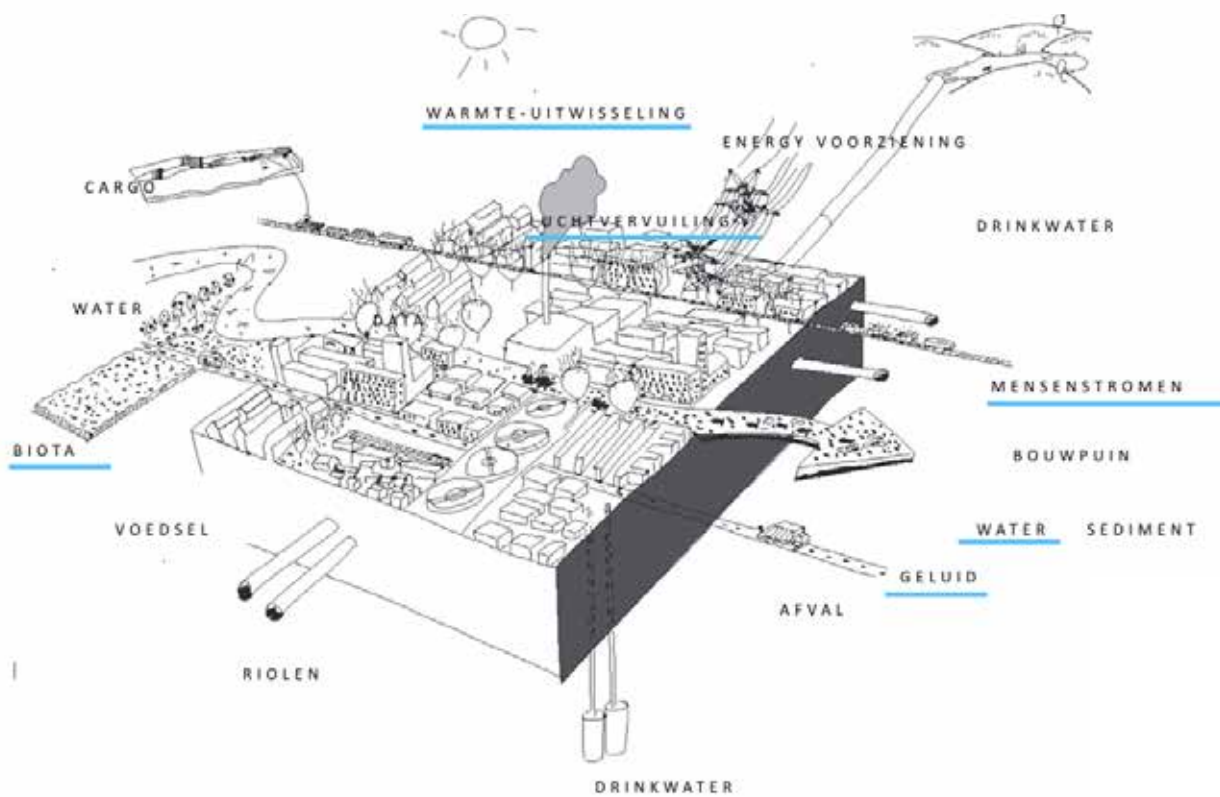 WARMTE-UITWISSELING
ENERGY VOORZIENING
CARGO
LUCHTVERVUILING
DRINKWATER
WATER
DATA
MENSENSTROMEN
BIOTA
BOUWPUIN
VOEDSEL
WATER SEDIMENT
GELUID
AFVAL
RIOLEN
DRINKWATER